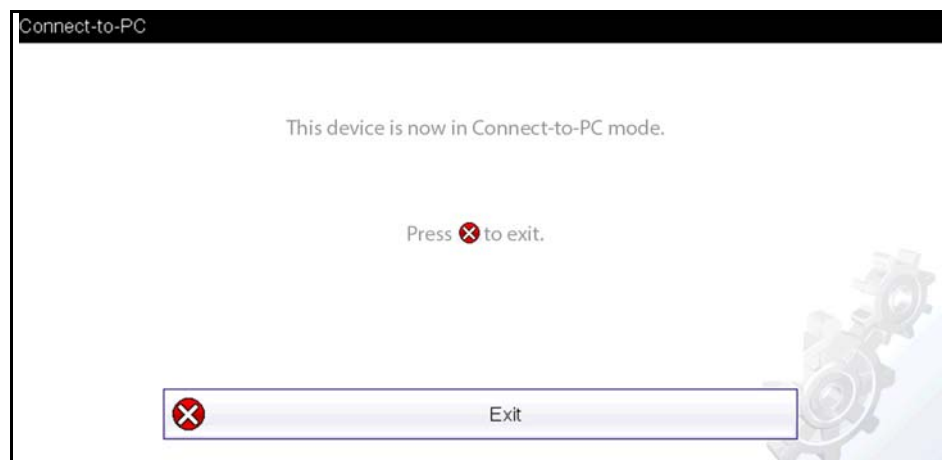 Connect-to-PC
This device is now in Connect-to-PC mode.
Press to exit.
Exit